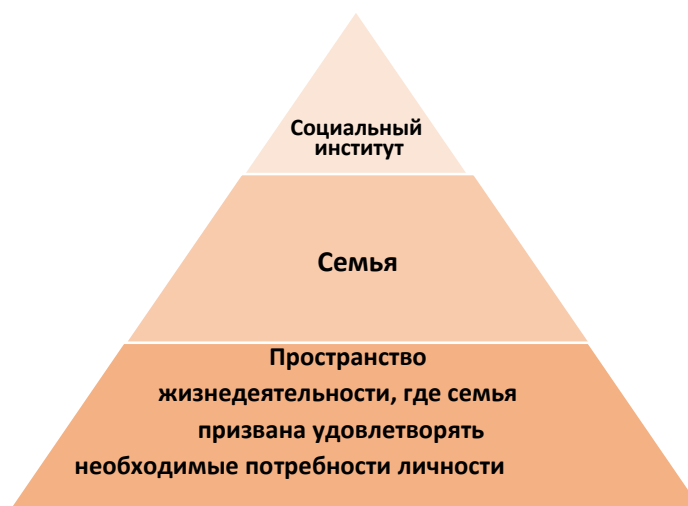 Социальный
институт
Семья
Пространство
жизнедеятельности, где семья
призвана удовлетворять
необходимые потребности личности